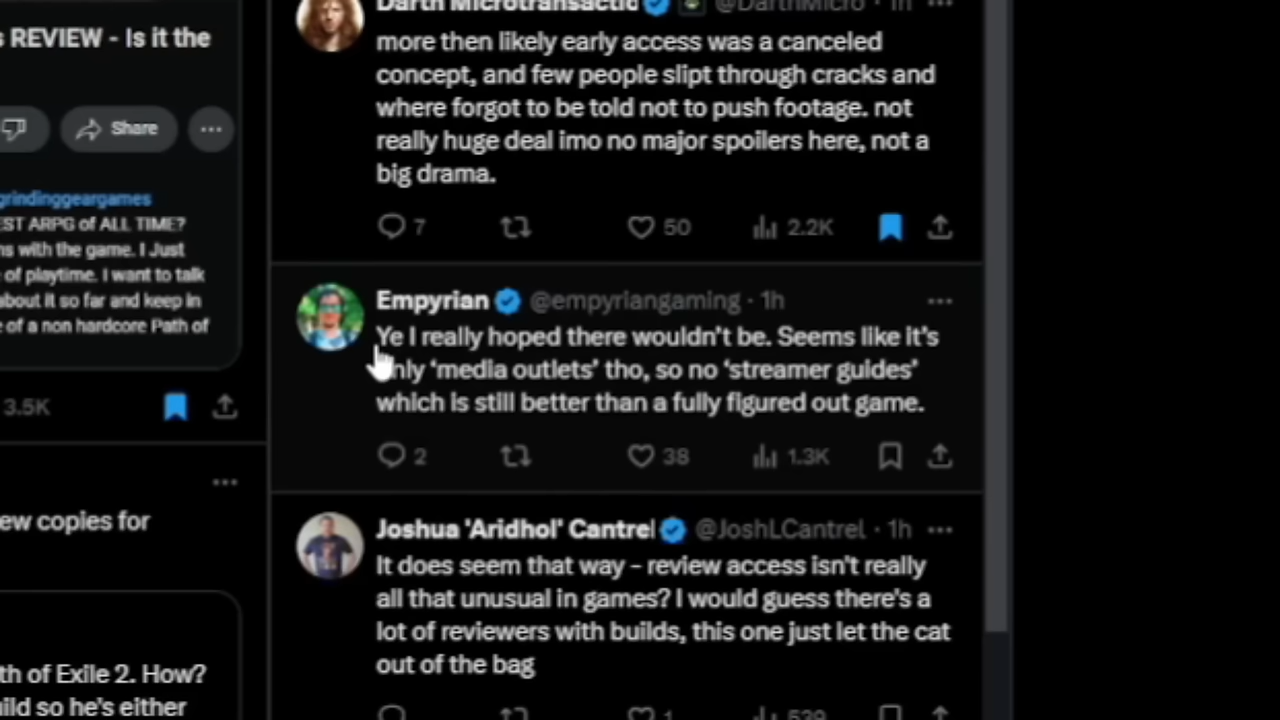 s REVIEW - Is it the
Share
grindinggeargames
EST ARPG of ALL TIME?
ns with the game. I Just
of playtime. I want to talk
about it so far and keep in
e of a non hardcore Path of
3.5K
ew copies for
th of Exile 2. How?
uild so he's either
Darth Microtransactio @DarthMicro · 1h
more then likely early access was a canceled
concept, and few people slipt through cracks and
where forgot to be told not to push footage. not
really huge deal imo no major spoilers here, not a
big drama.
7 50 2.2K
Empyrian @empyriangaming · 1h
Ye I really hoped there wouldn't be. Seems like it's
only 'media outlets' tho, so no 'streamer guides'
which is still better than a fully figured out game.
2 38 1.3K
Joshua 'Aridhol' Cantrel @JoshLCantrel · 1h
It does seem that way - review access isn't really
all that unusual in games? I would guess there's a
lot of reviewers with builds, this one just let the cat
out of the bag
1 539